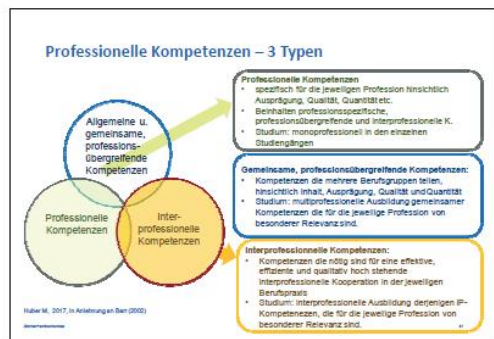 Professionelle Kompetenzen – 3 Typen
Allgemeine u.
gemeinsame,
professions-
übergreifende
Kompetenzen
Professionelle
Kompetenzen
Inter-
professionelle
Kompetenzen
Professionelle Kompetenzen
• spezifisch für die jeweiligen Profession hinsichtlich
Ausprägung, Qualität, Quantität etc.
• Beinhalten professionsspezifische,
professionsübergreifende und interprofessionelle K.
• Studium: monoprofessionell in den einzelnen
Studiengängen
Gemeinsame, professionsübergreifende Kompetenzen:
• Kompetenzen die mehrere Berufsgruppen teilen,
hinsichtlich Inhalt, Ausprägung, Qualität und Quantität
• Studium: multiprofessionelle Ausbildung gemeinsamer
Kompetenzen die für die jeweilige Profession von
besonderer Relevanz sind.
Interprofessionnelle Kompetenzen:
• Kompetenzen die nötig sind für eine effektive,
effiziente und qualitativ hoch stehende
interprofessionelle Kooperation in der jeweiligen
Berufspraxis
• Studium: interprofessionelle Ausbildung derjenigen IP-
Kompetenezen, die für die jeweilige Profession von
besonderer Relevanz sind.
Huber M, 2017, in Anlehnung an Barr (2002)